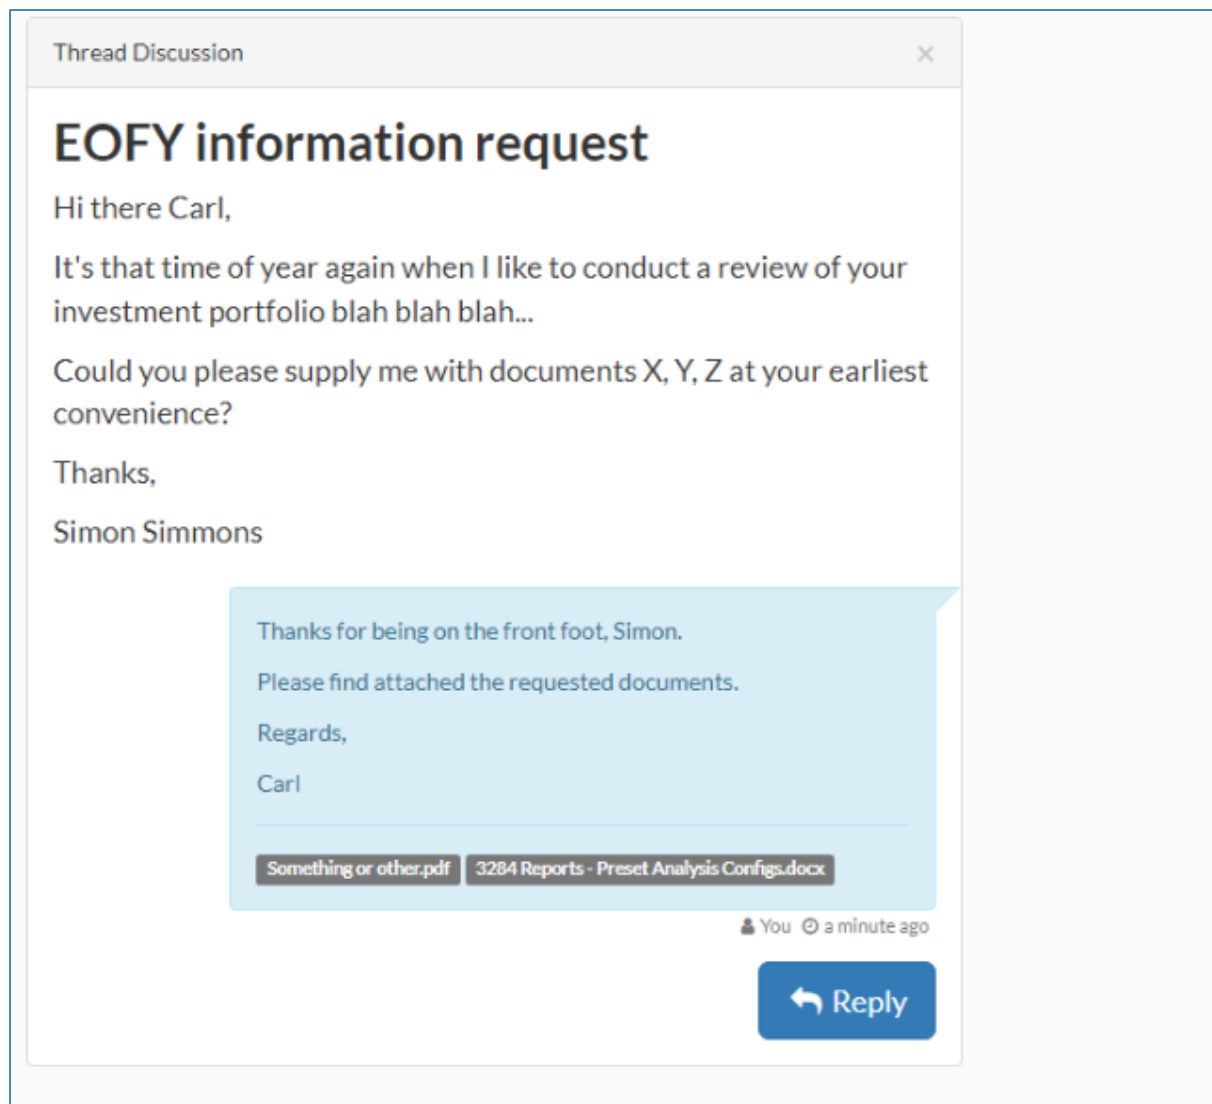 Thread Discussion ×
EOFY information request
Hi there Carl,
It's that time of year again when I like to conduct a review of your
investment portfolio blah blah blah...
Could you please supply me with documents X, Y, Z at your earliest
convenience?
Thanks,
Simon Simmons
Thanks for being on the front foot, Simon.
Please find attached the requested documents.
Regards,
Carl
Something or other.pdf 3284 Reports - Preset Analysis Configs.docx
You a minute ago
Reply